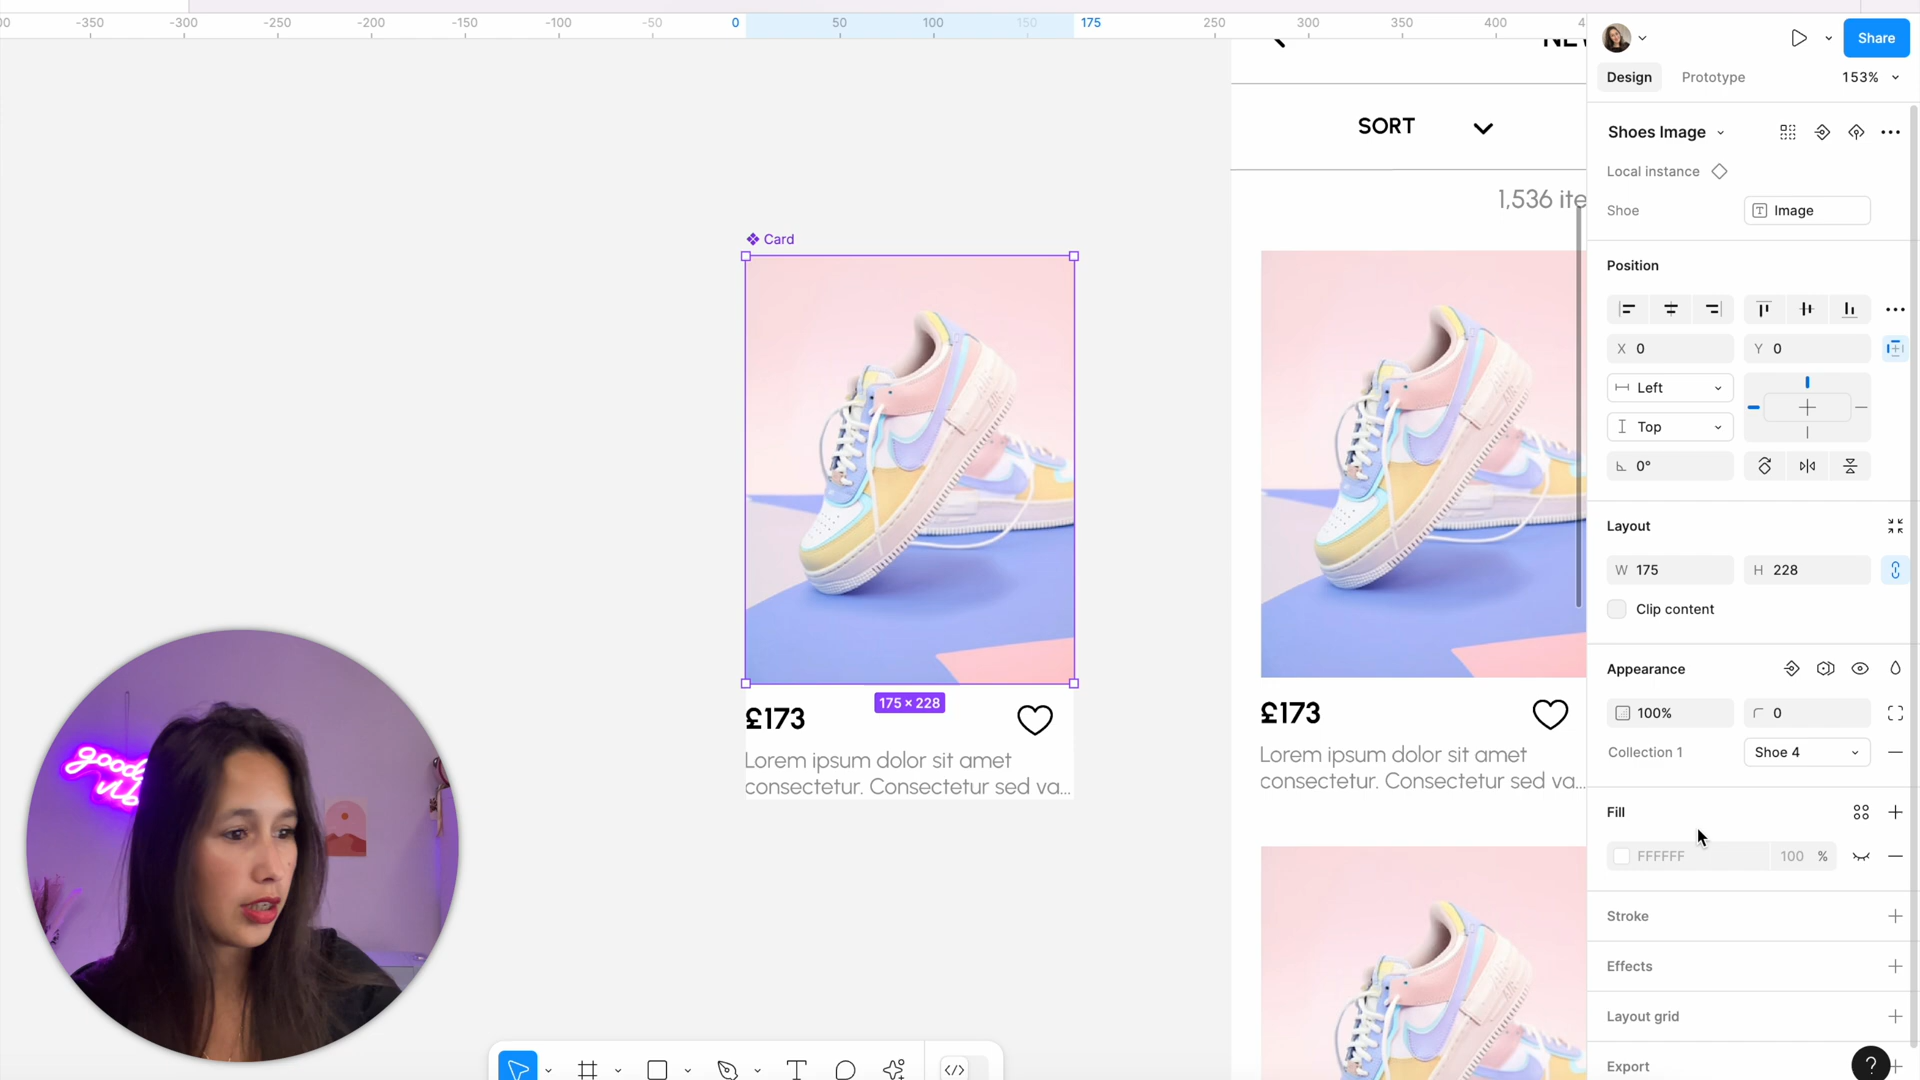 -350 -300 -250 -200 -150 -100 -50 0 50 100 150 175 250 300 350 400
Share
Design Prototype 153%
Shoes Image
Local instance
Shoe Image
Position
X 0 Y 0
Left
Top
0°
Layout
W 175 H 228
Clip content
Appearance
100% 0
Collection 1 Shoe 4
Fill
FFFFFF 100 %
Stroke
Effects
Layout grid
Export
?
Card
175 × 228
£173
Lorem ipsum dolor sit amet
consectetur. Consectetur sed va...
SORT
1,536 ite
£173
Lorem ipsum dolor sit amet
consectetur. Consectetur sed va...
AIR
good
vib